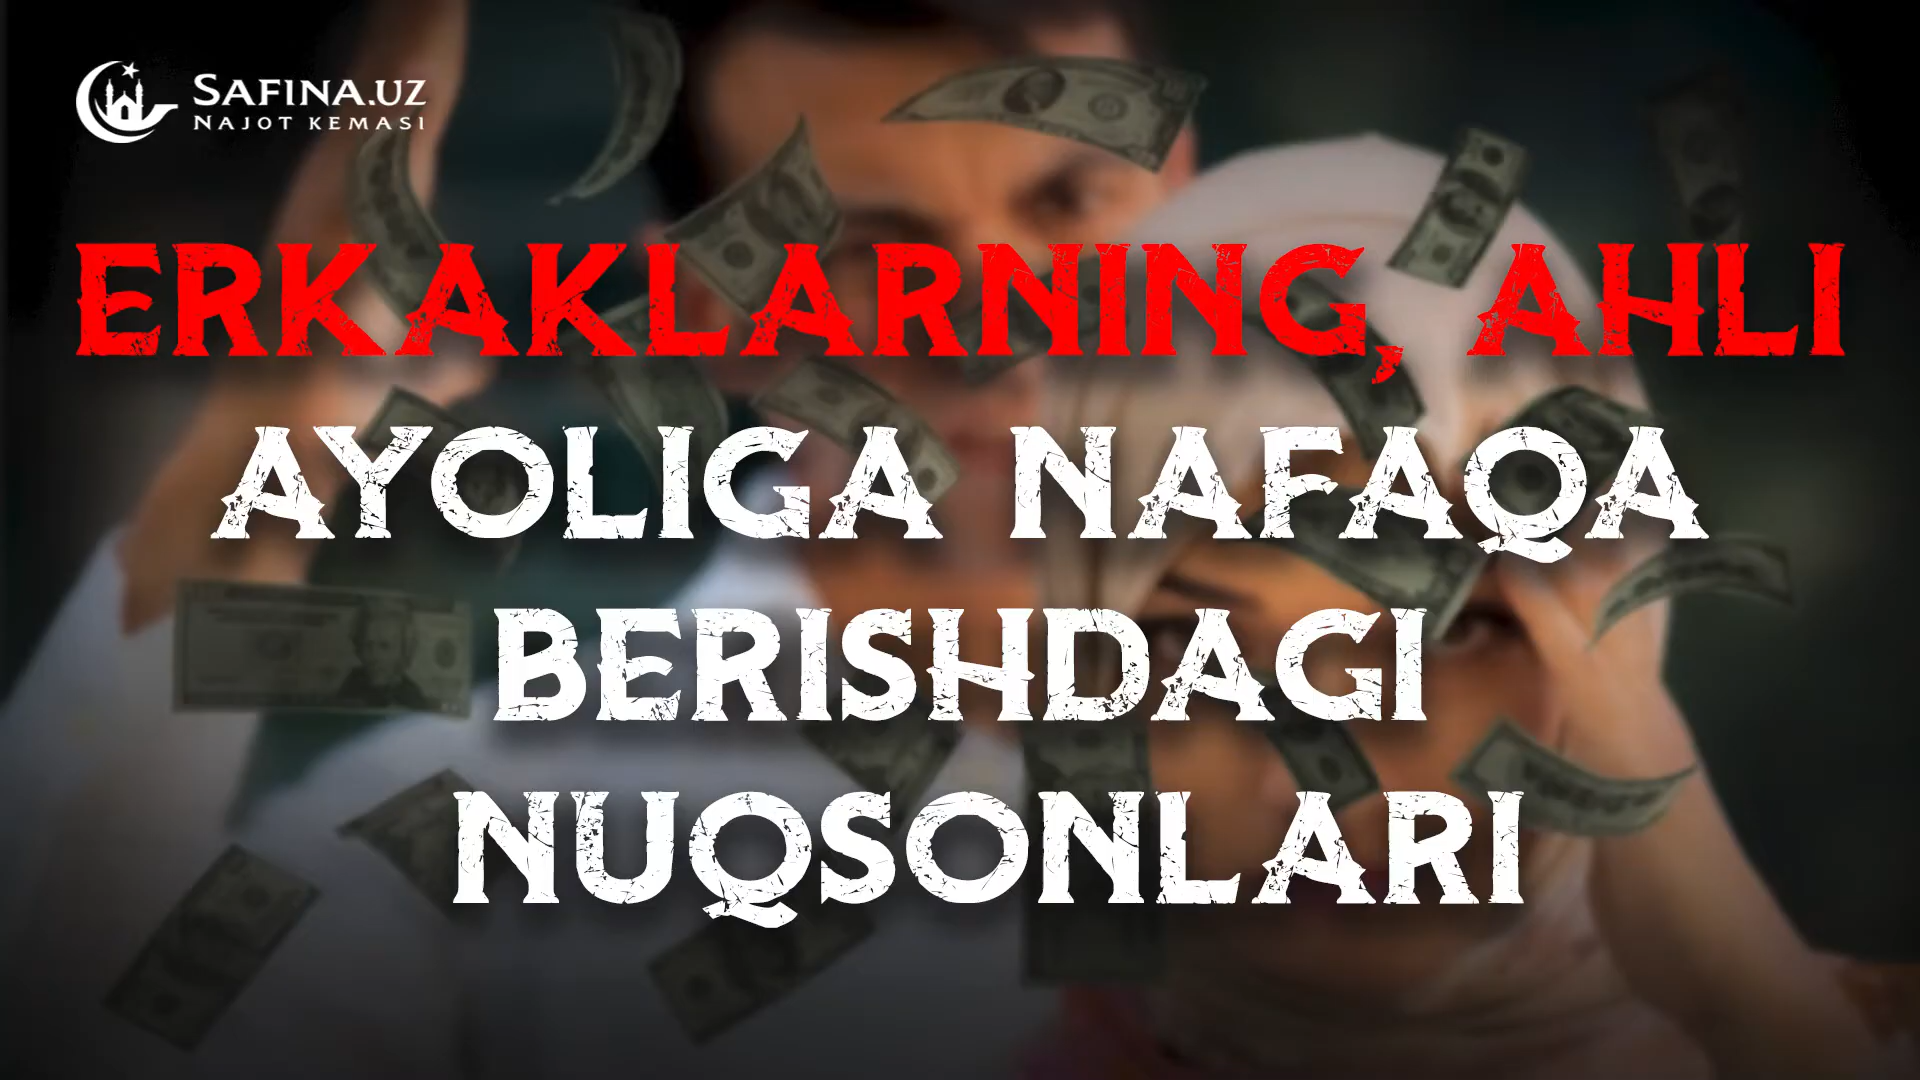 SAFINA.UZ
NAJOT KEMASI
ERKAKLARNING, AHLI
AYOLIGA NAFAQA
BERISHDAGI
NUQSONLARI